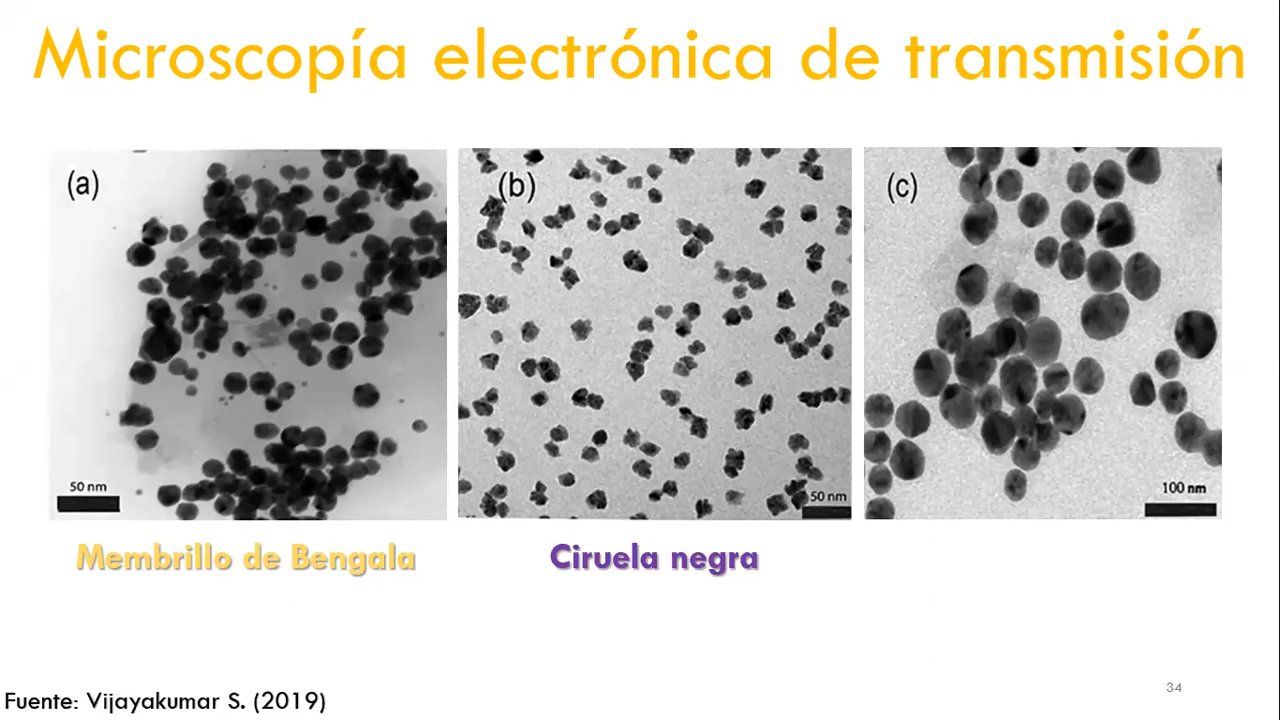 Microscopía electrónica de transmisión
(a)
(b)
(c)
50 nm
50 nm
100 nm
Membrillo de Bengala
Ciruela negra
34
Fuente: Vijayakumar S. (2019)